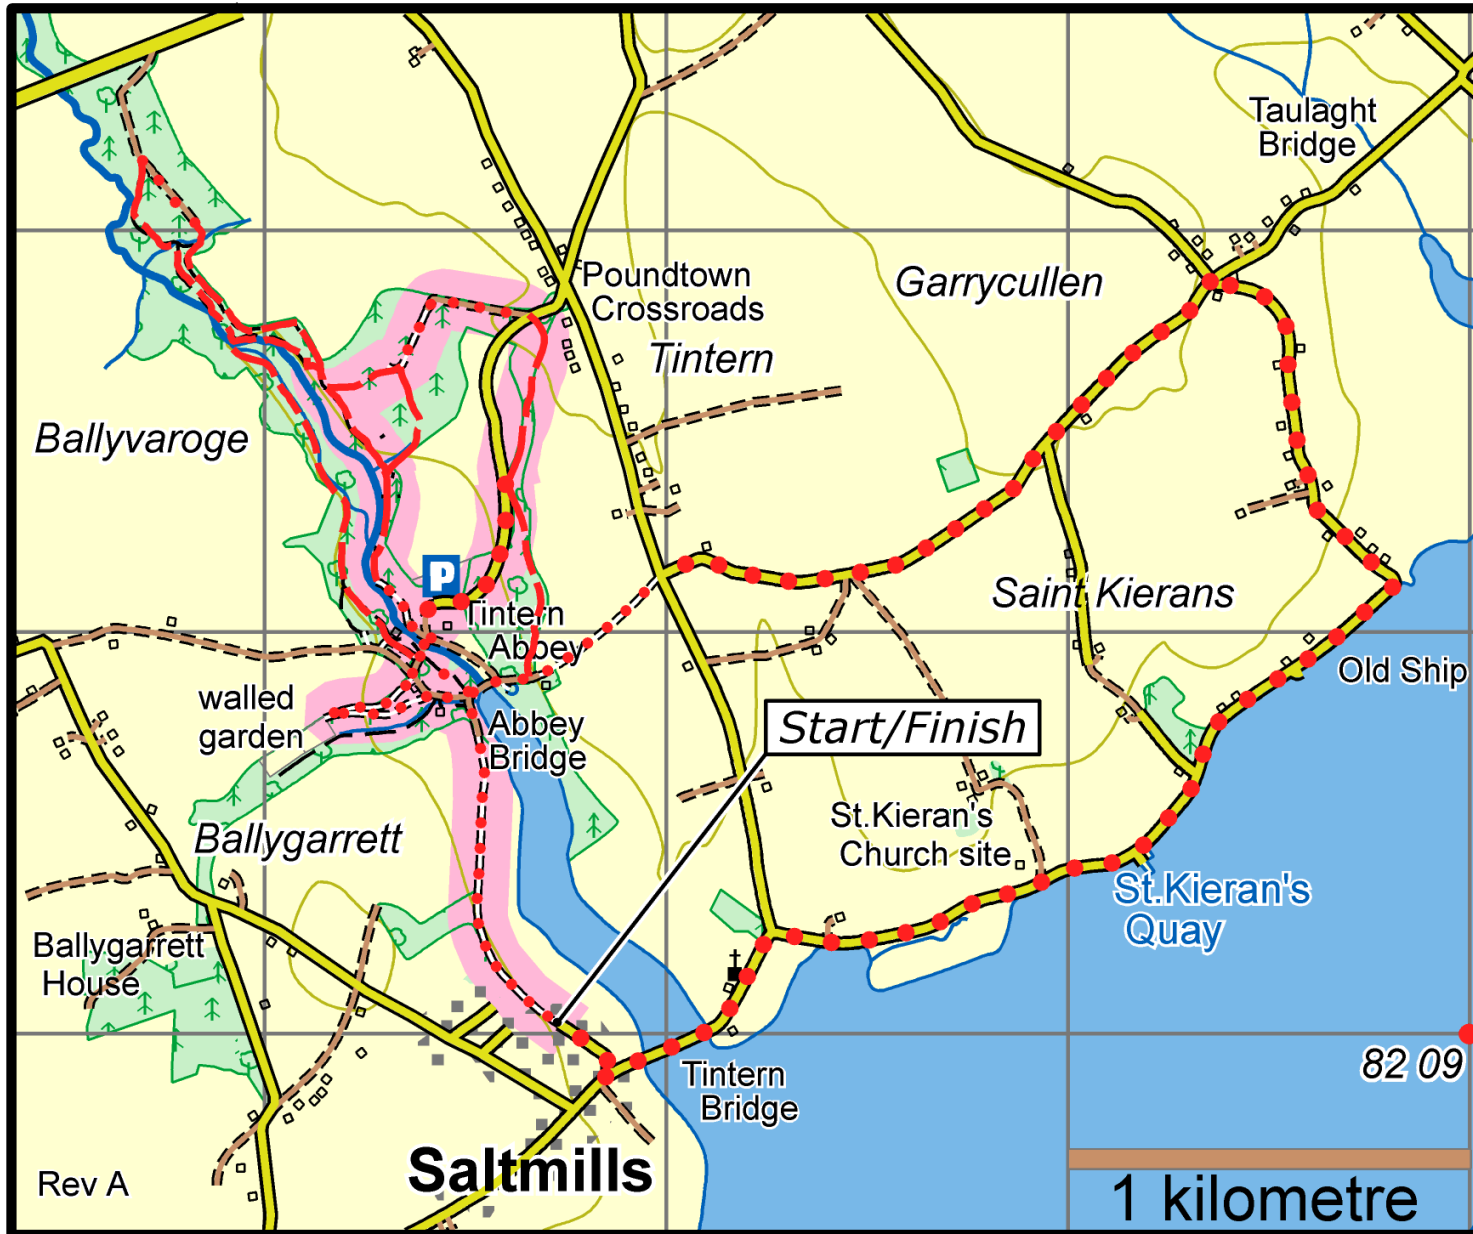 Taulaght
Bridge
Poundtown
Crossroads
Garrycullen
Tintern
Ballyvaroge
P
Saint Kierans
Tintern
Abbey
Old Ship
walled
garden
Abbey
Bridge
Start/Finish
St.Kieran's
Church site
Ballygarrett
St.Kieran's
Quay
Ballygarrett
House
Tintern
Bridge
82 09
Saltmills
Rev A
1 kilometre